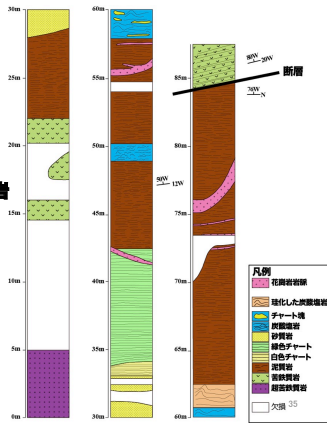 30m
25m
20m
15m
10m
5m
0m
60m
55m
50m
45m
40m
35m
30m
50W
12W
85m
80m
75m
70m
65m
60m
80W
20W
断層
76W
N
岩
凡例
花崗岩岩脈
珪化した炭酸塩岩
チャート塊
炭酸塩岩
砂質岩
緑色チャート
白色チャート
泥質岩
苦鉄質岩
超苦鉄質岩
欠損
35